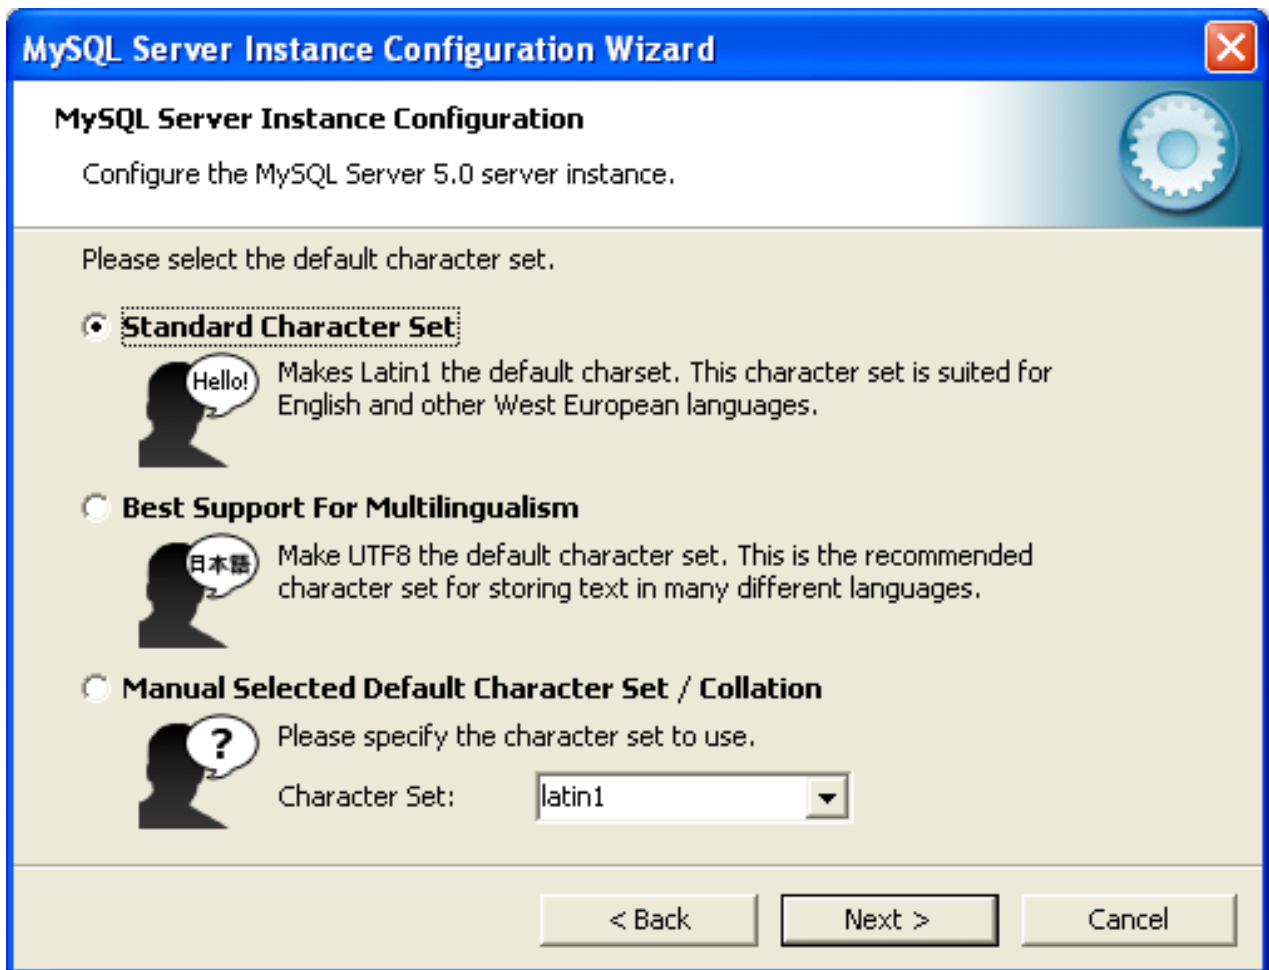 MySQL Server Instance Configuration Wizard
MySQL Server Instance Configuration
Configure the MySQL Server 5.0 server instance.
Please select the default character set.
Standard Character Set
Hello!
Makes Latin1 the default charset. This character set is suited for
English and other West European languages.
Best Support For Multilingualism
日本語
Make UTF8 the default character set. This is the recommended
character set for storing text in many different languages.
Manual Selected Default Character Set / Collation
?
Please specify the character set to use.
Character Set: latin1
< Back Next > Cancel